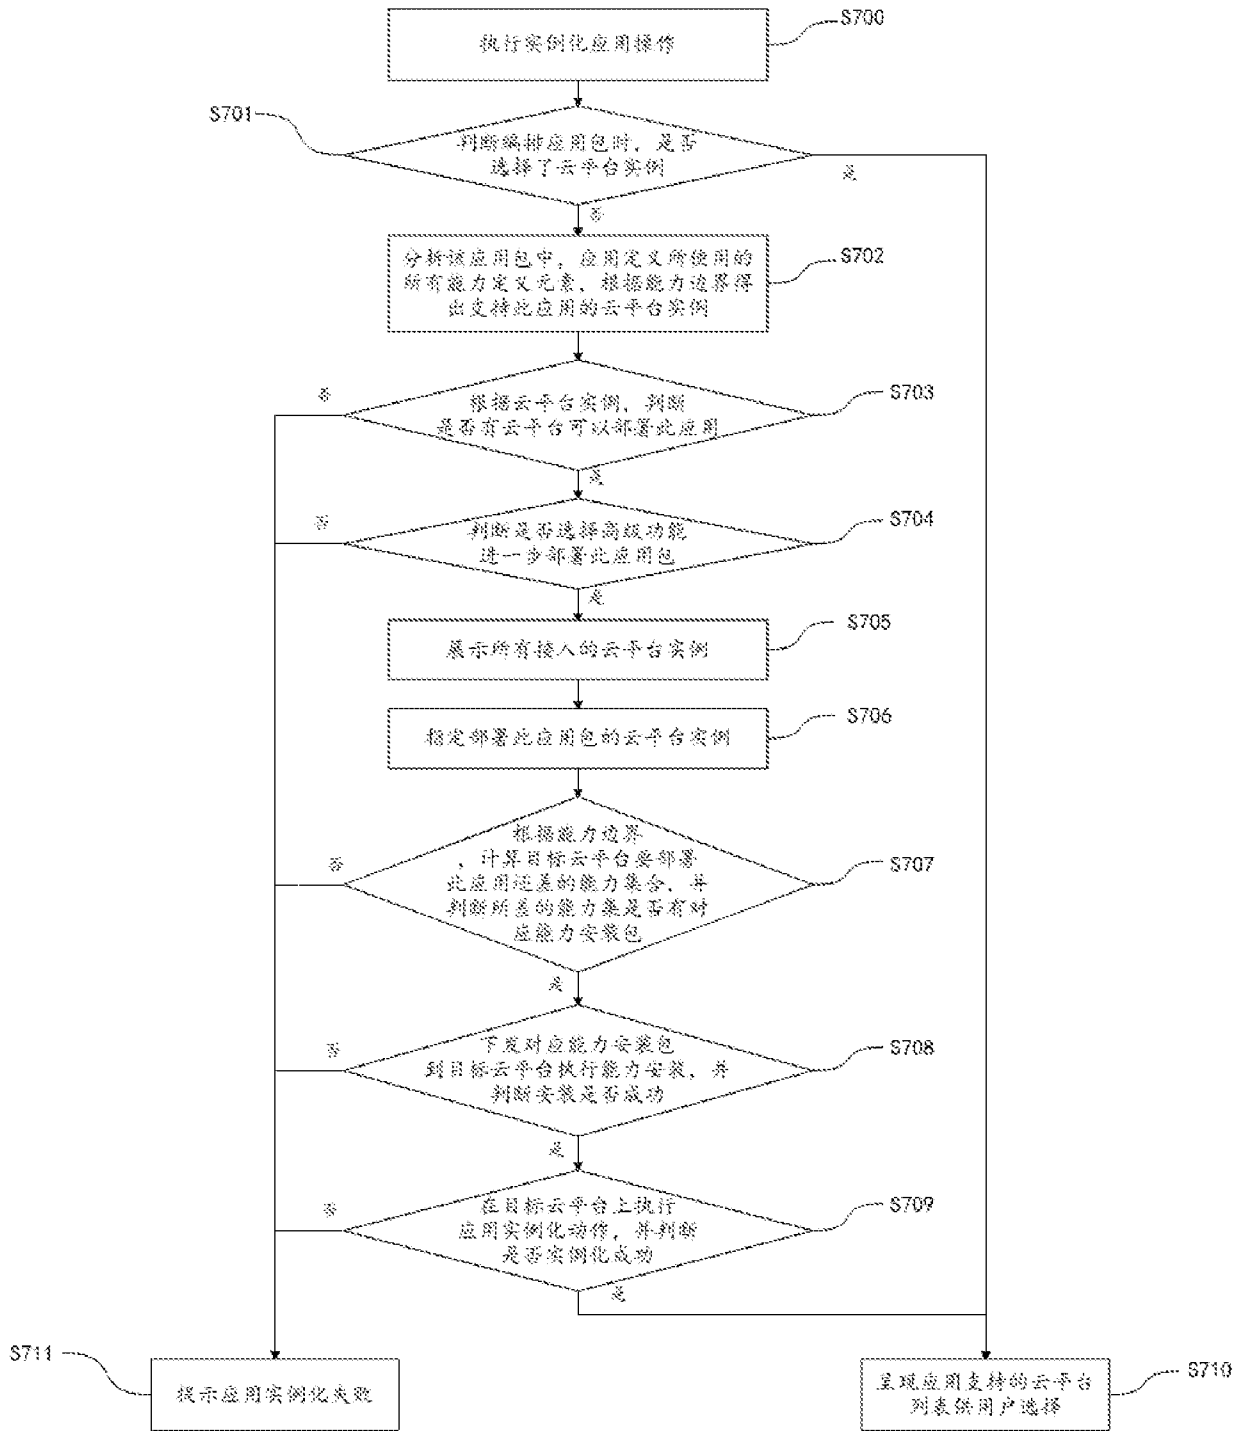 S700
执行实例化应用操作
S701
判断编排应用包时，是否
选择了云平台实例
是
否
S702
分析该应用包中，应用定义所使用的
所有能力定义元素，根据能力边界得
出支持此应用的云平台实例
S703
否
根据云平台实例，判断
是否有云平台可以部署此应用
是
S704
否
判断是否选择高级功能
进一步部署此应用包
是
S705
展示所有接入的云平台实例
S706
指定部署此应用包的云平台实例
根据能力边界
，计算目标云平台要部署
此应用还差的能力集合，并
判断所差的能力集是否有对
应能力安装包
否
S707
是
下发对应能力安装包
到目标云平台执行能力安装，并
判断安装是否成功
否
S708
是
在目标云平台上执行
应用实例化动作，并判断
是否实例化成功
否
S709
是
S711
提示应用实例化失败
S710
呈现应用支持的云平台
列表供用户选择